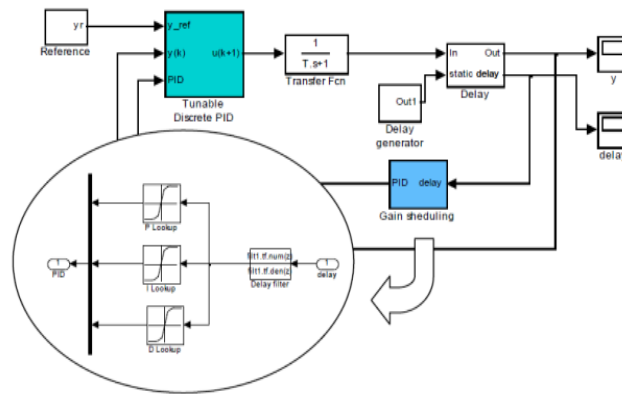 yr
Reference
y_ref
y(k)
PID
u(k+1)
Tunable
Discrete PID
1
T.s+1
Transfer Fcn
In
Out
static delay
Delay
Out1
Delay
generator
y
delay
PID
delay
Gain sheduling
P Lookup
I Lookup
D Lookup
1
PID
filt1.tf.num(z)
filt1.tf.den(z)
Delay filter
1
delay